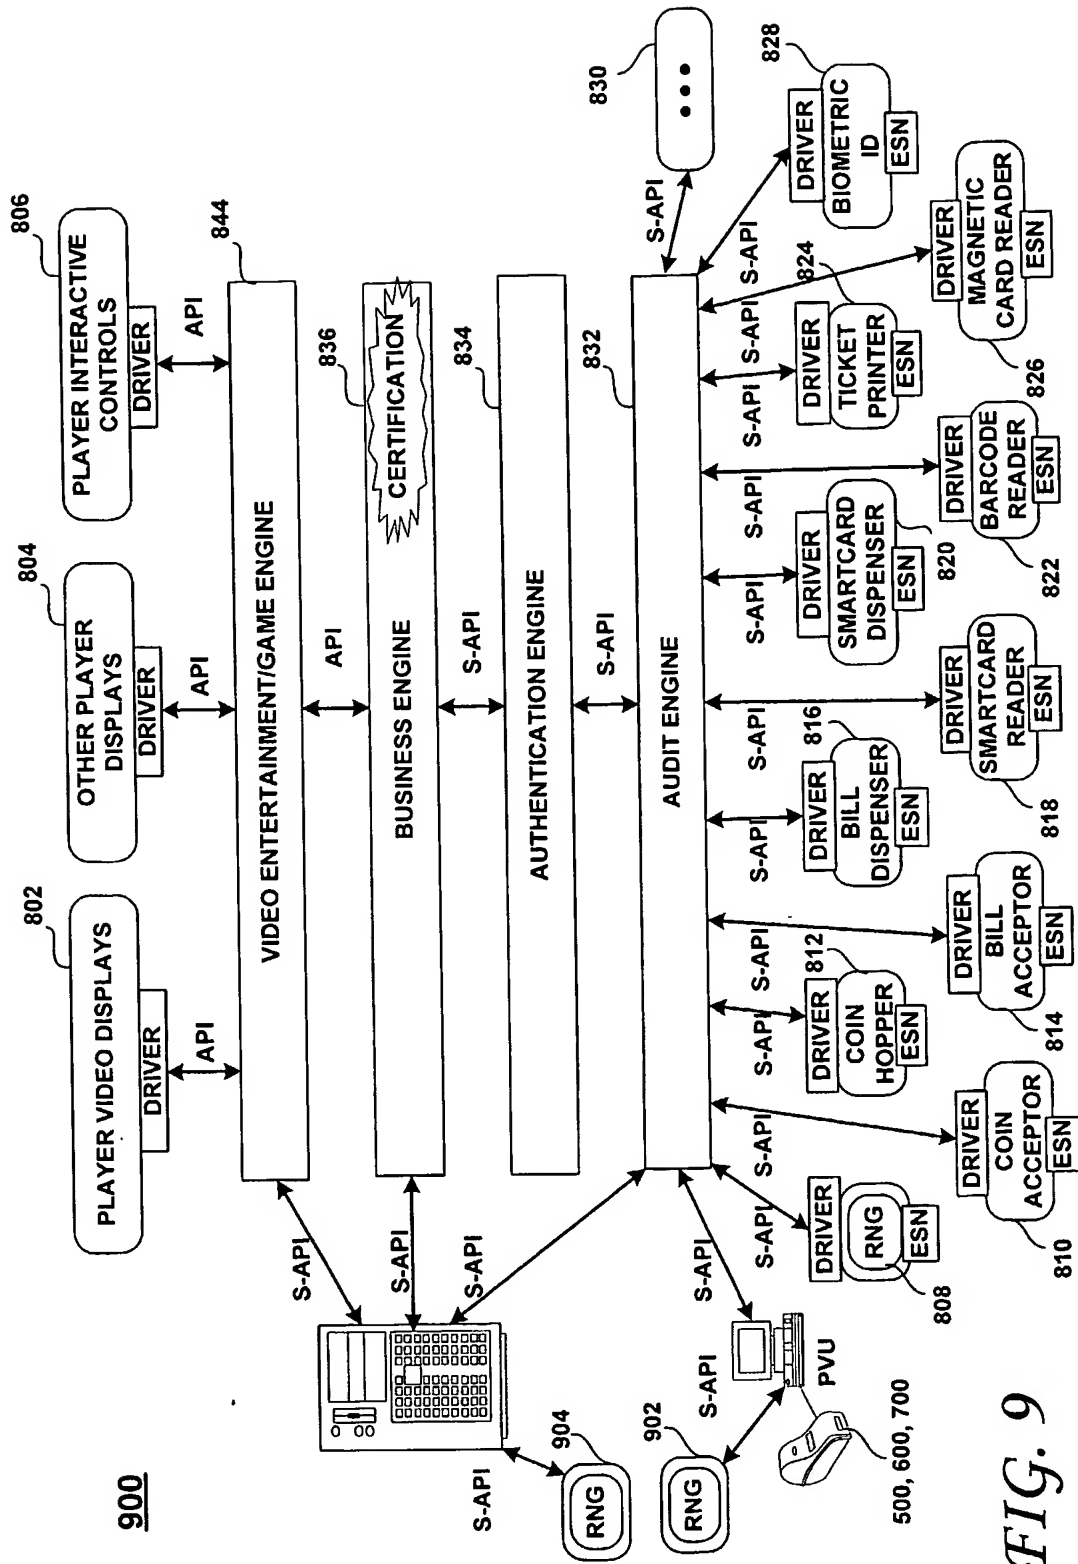 900
802
PLAYER VIDEO DISPLAYS
DRIVER
API
804
OTHER PLAYER
DISPLAYS
DRIVER
API
806
PLAYER INTERACTIVE
CONTROLS
DRIVER
API
844
VIDEO ENTERTAINMENT/GAME ENGINE
API
836
BUSINESS ENGINE
CERTIFICATION
S-API
834
AUTHENTICATION ENGINE
S-API
832
AUDIT ENGINE
S-API
S-API
S-API
S-API
904
RNG
902
RNG
S-API
S-API
PVU
500, 600, 700
S-API
DRIVER
RNG
ESN
808
S-API
DRIVER
COIN
ACCEPTOR
ESN
810
S-API
812
DRIVER
COIN
HOPPER
ESN
S-API
DRIVER
BILL
ACCEPTOR
ESN
814
S-API
816
DRIVER
BILL
DISPENSER
ESN
S-API
DRIVER
SMARTCARD
READER
ESN
818
S-API
DRIVER
SMARTCARD
DISPENSER
ESN
820
S-API
DRIVER
BARCODE
READER
ESN
822
S-API
824
DRIVER
TICKET
PRINTER
ESN
S-API
DRIVER
MAGNETIC
CARD READER
ESN
826
S-API
828
DRIVER
BIOMETRIC
ID
ESN
S-API
830
•••
FIG. 9